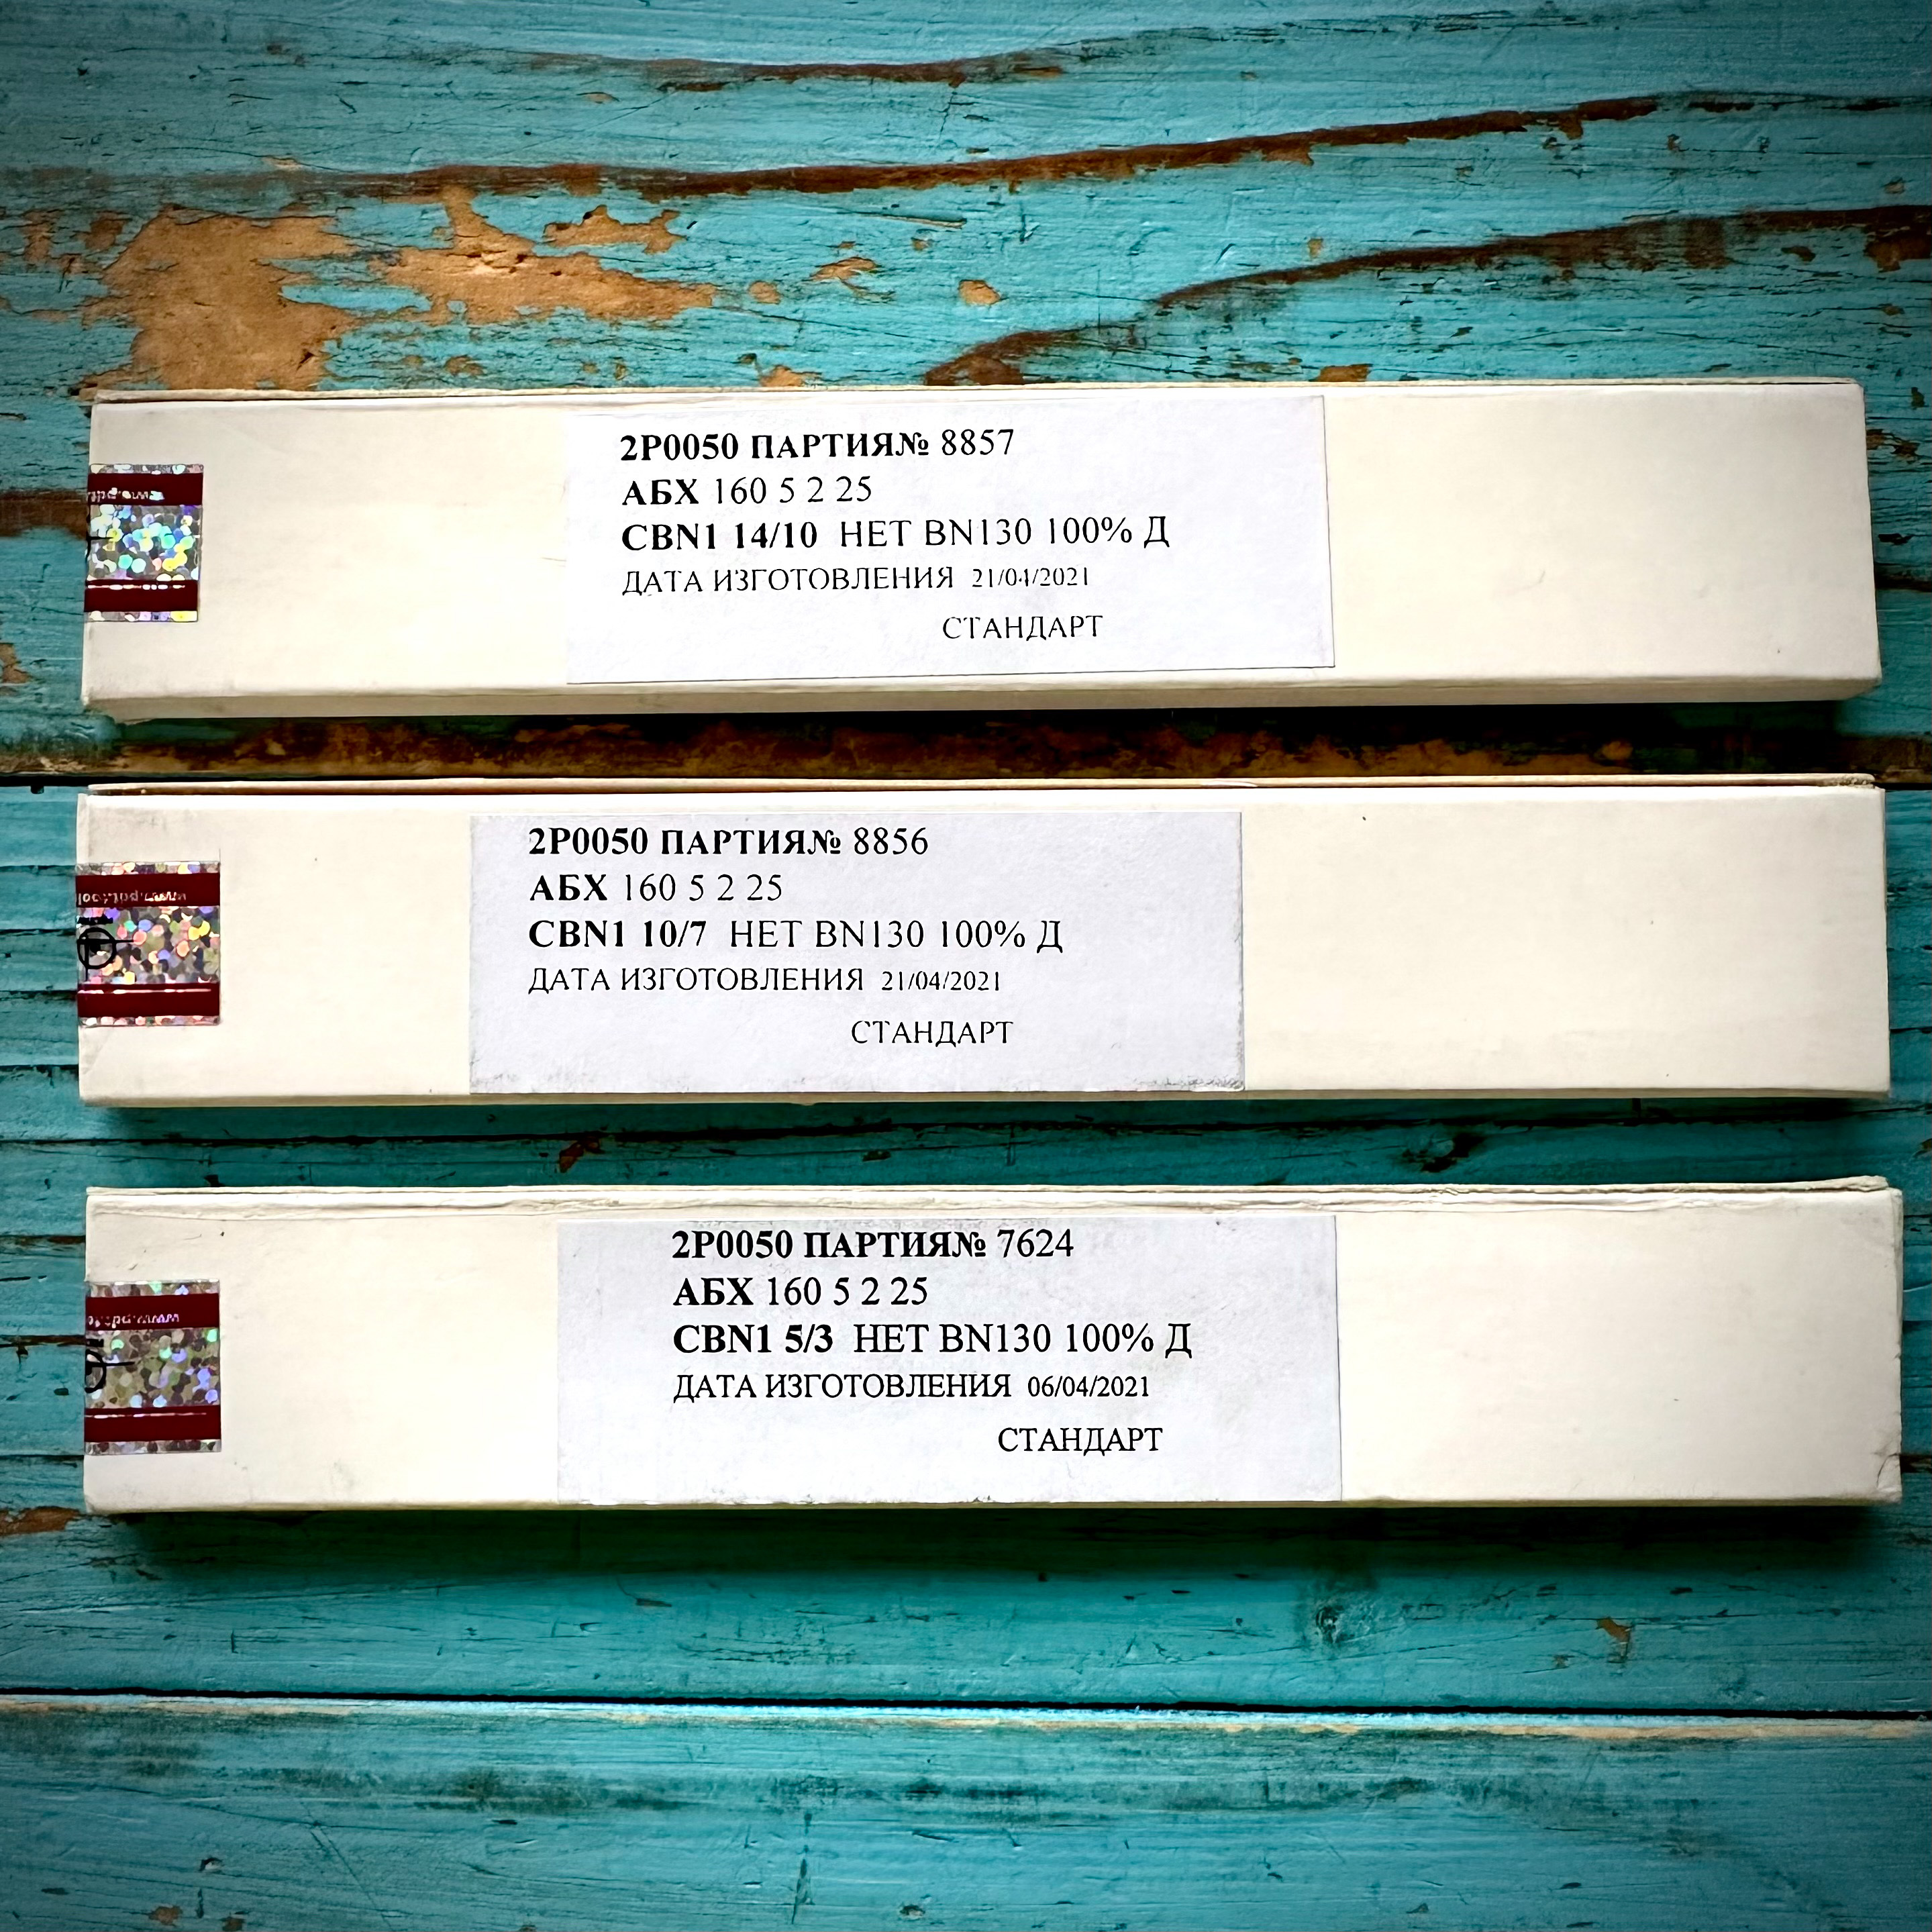 2P0050 ПАРТИЯ№ 8857
АБХ 160 5 2 25
CBN1 14/10 НЕТ BN130 100% Д
ДАТА ИЗГОТОВЛЕНИЯ 21/04/2021
СТАНДАРТ
2P0050 ПАРТИЯ№ 8856
АБХ 160 5 2 25
CBN1 10/7 НЕТ BN130 100% Д
ДАТА ИЗГОТОВЛЕНИЯ 21/04/2021
СТАНДАРТ
2P0050 ПАРТИЯ№ 7624
АБХ 160 5 2 25
CBN1 5/3 НЕТ BN130 100% Д
ДАТА ИЗГОТОВЛЕНИЯ 06/04/2021
СТАНДАРТ